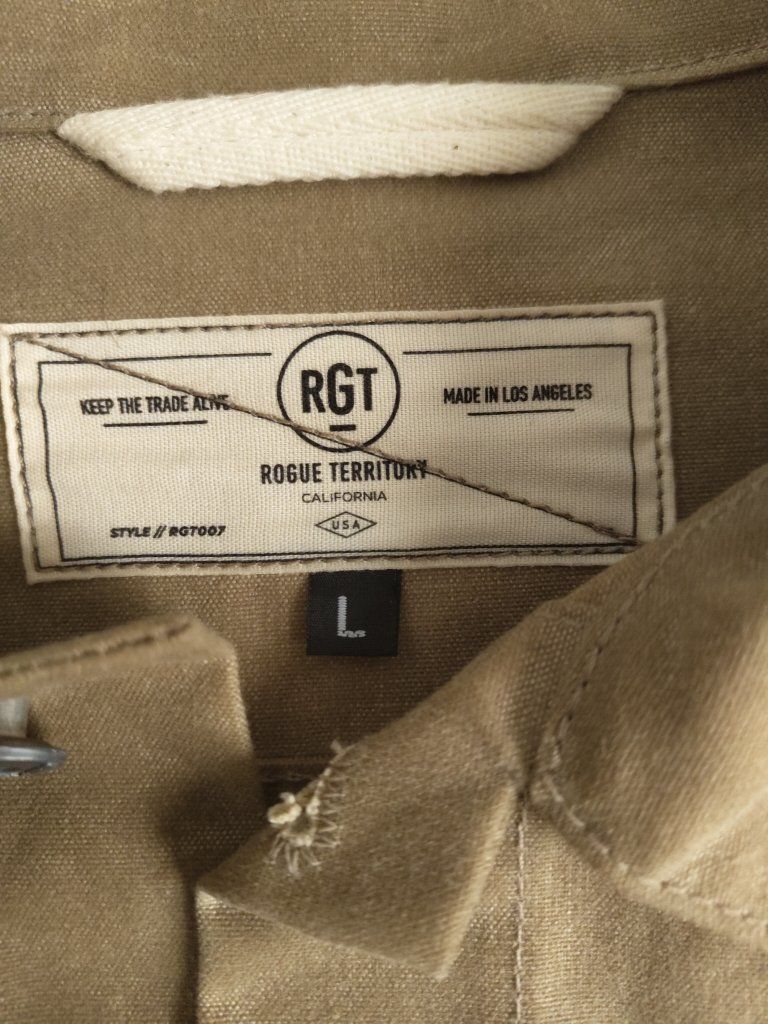 RGT
KEEP THE TRADE ALIVE
MADE IN LOS ANGELES
ROGUE TERRITORY
CALIFORNIA
USA
STYLE // RGT007
L